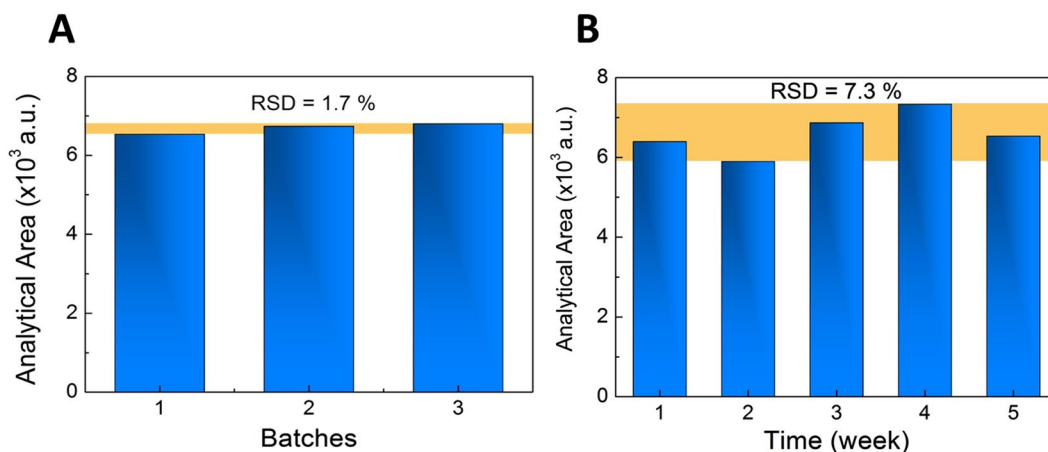 A
Analytical Area (x10³ a.u.)
8
6
4
2
0
RSD = 1.7 %
1 2 3
Batches
B
Analytical Area (x10³ a.u.)
8
6
4
2
0
RSD = 7.3 %
1 2 3 4 5
Time (week)